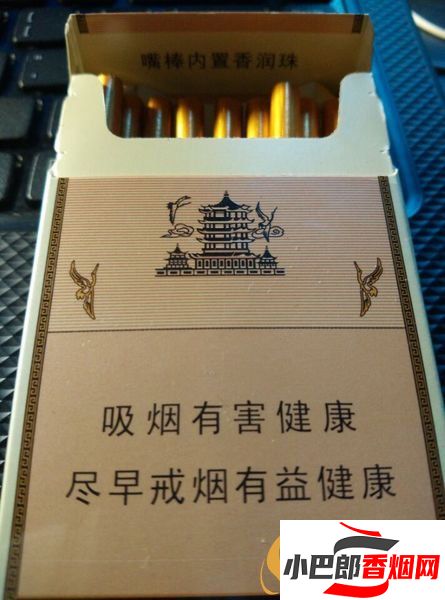 嘴棒内置香润珠
吸烟有害健康
尽早戒烟有益健康
小巴郎香烟网